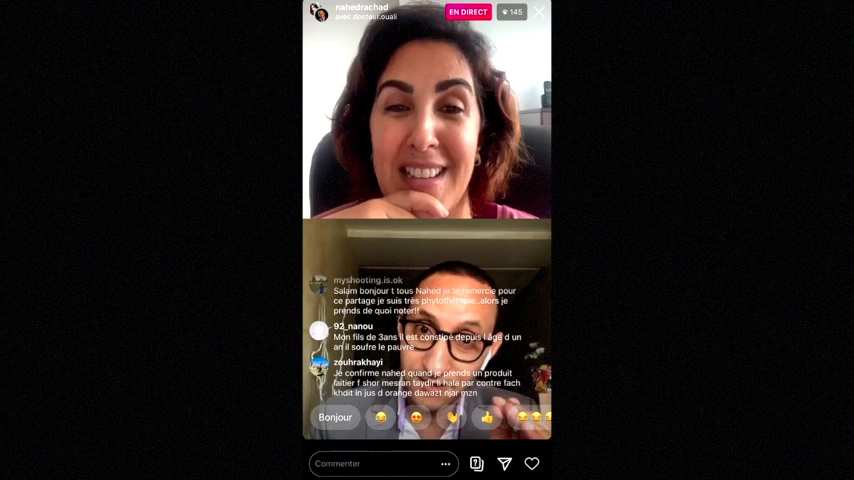 nahedrachad
avec docteur.ouali
EN DIRECT
145
myshooting.is.ok
Salam bonjour t tous Nahed je la remercie pour
ce partage je suis très phytothérapie..alors je
prends de quoi noter!!
92_nanou
Mon fils de 3ans il est constipé depuis l âge d un
an il soufre le pauvre
zouhrakhayi
Je confirme nahed quand je prends un produit
laitier f shor mesran taydir li hala par contre fach
khdit in jus d orange dawazt njar mzn
Bonjour
Commenter